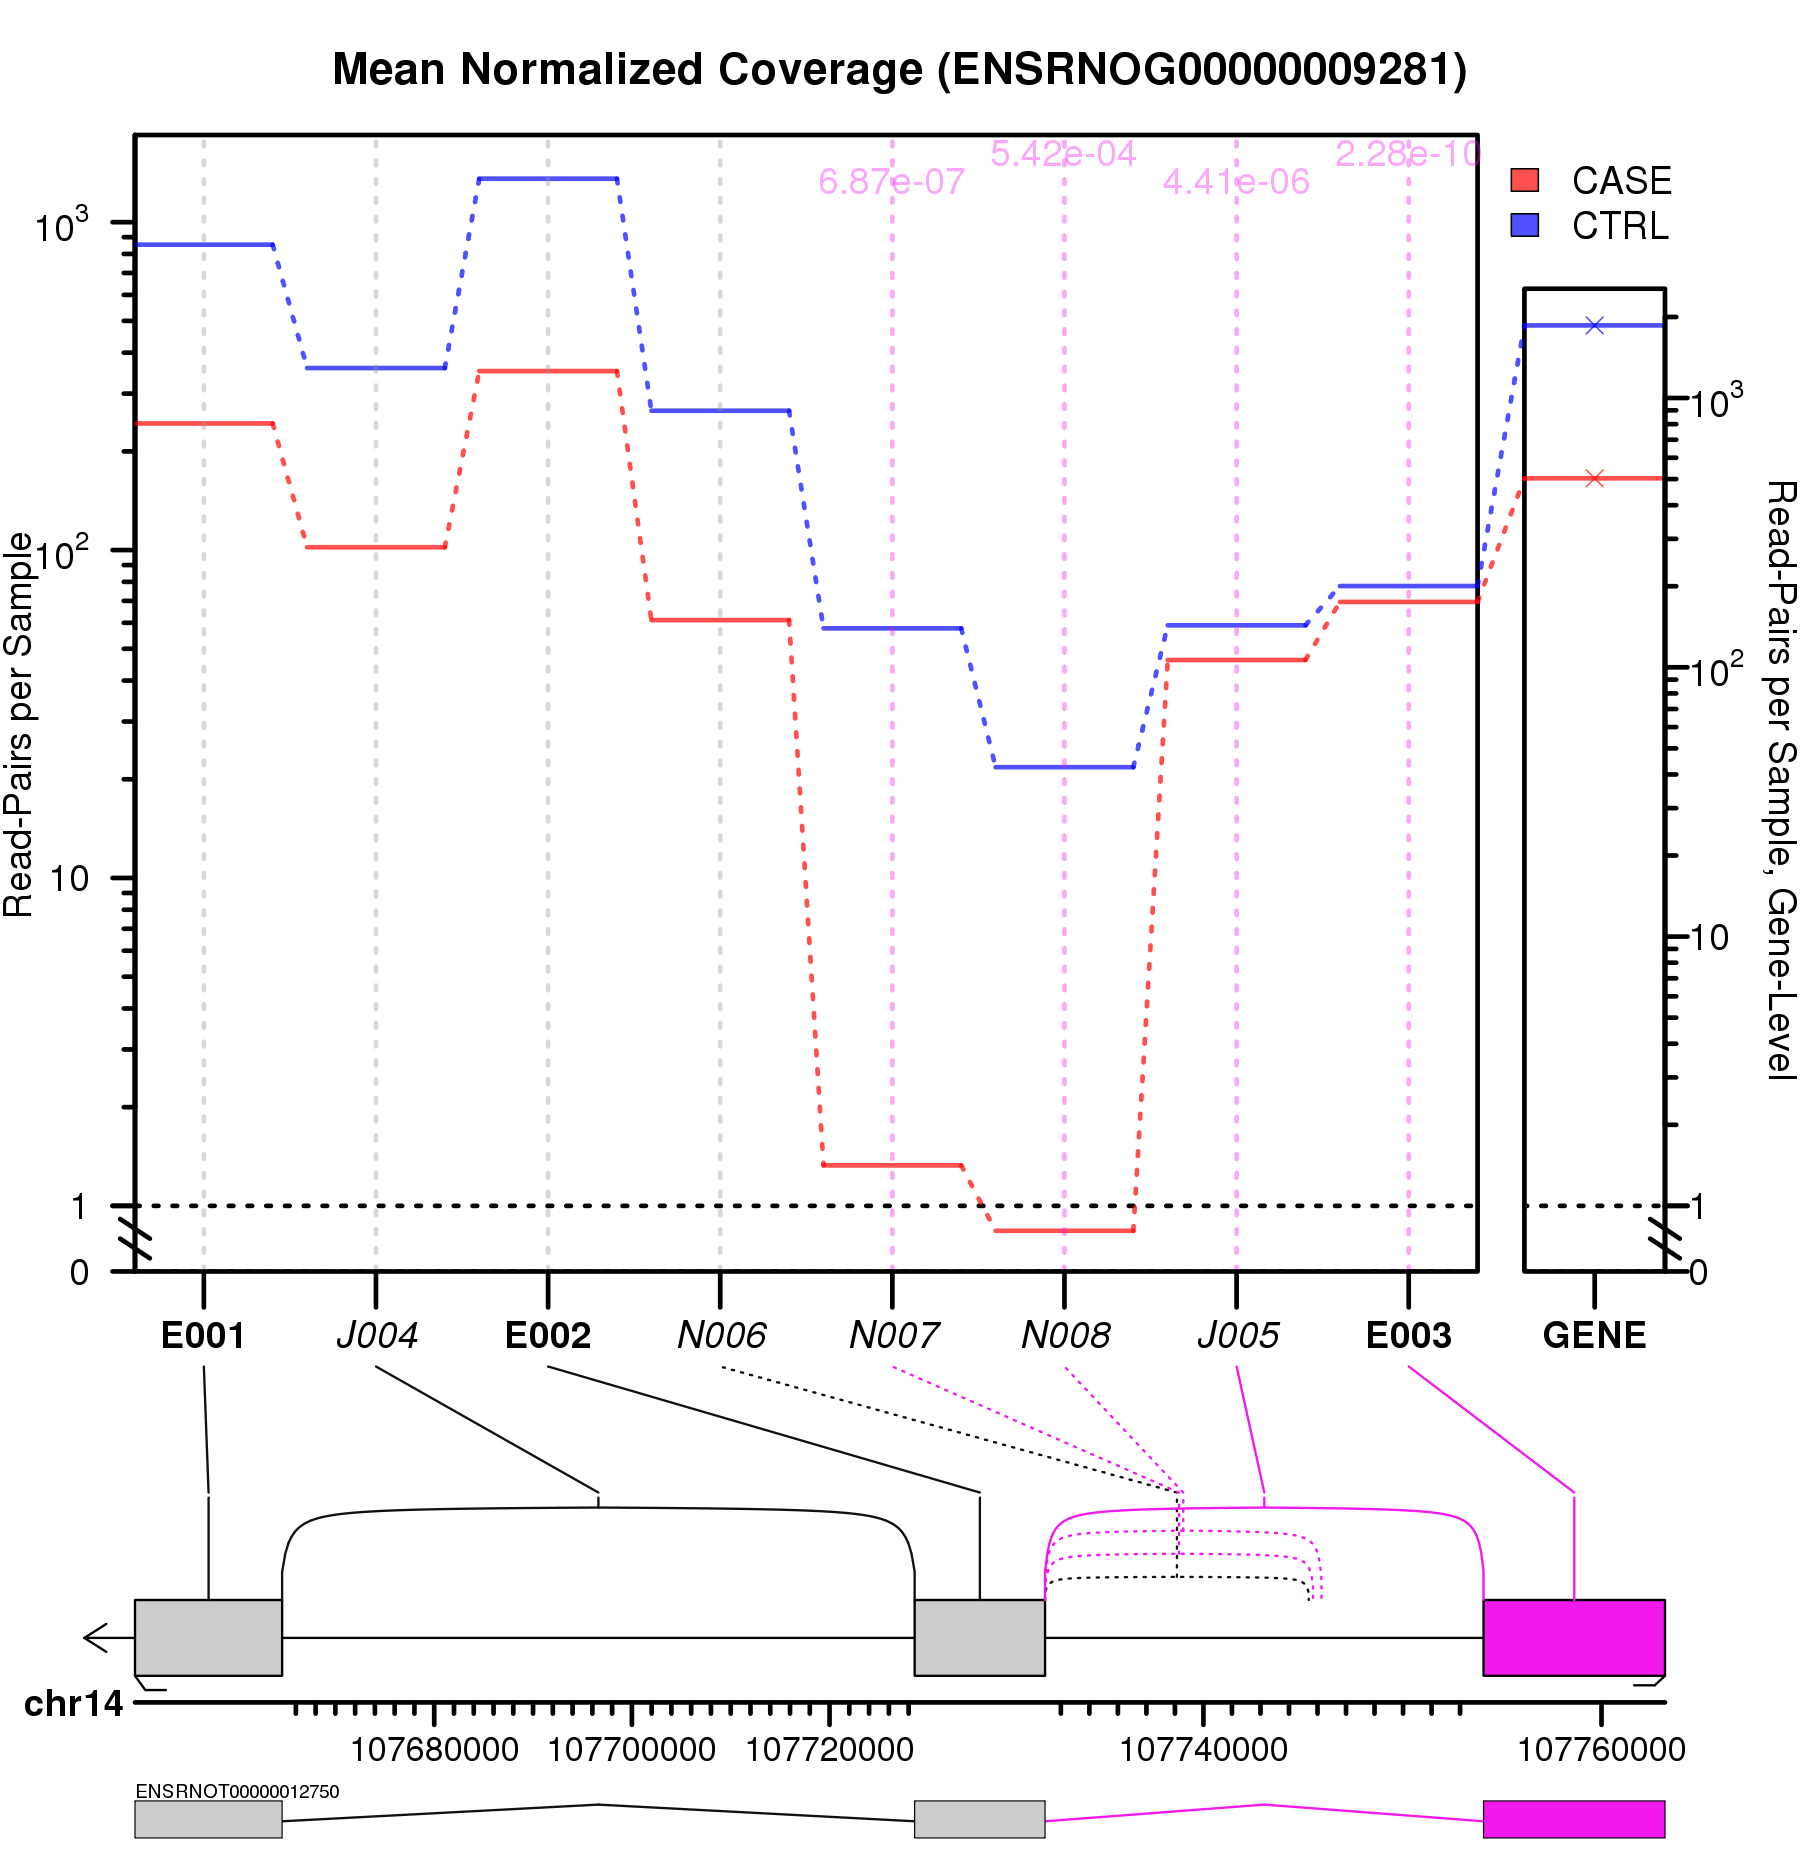 Mean Normalized Coverage (ENSRNOG00000009281)
5.42e-04
2.28e-10
6.87e-07
4.41e-06
CASE
CTRL
10³
10²
10
1
0
Read-Pairs per Sample
10³
10²
10
1
0
Read-Pairs per Sample, Gene-Level
E001 J004 E002 N006 N007 N008 J005 E003 GENE
chr14
107680000 107700000 107720000 107740000 107760000
ENSRNOT00000012750